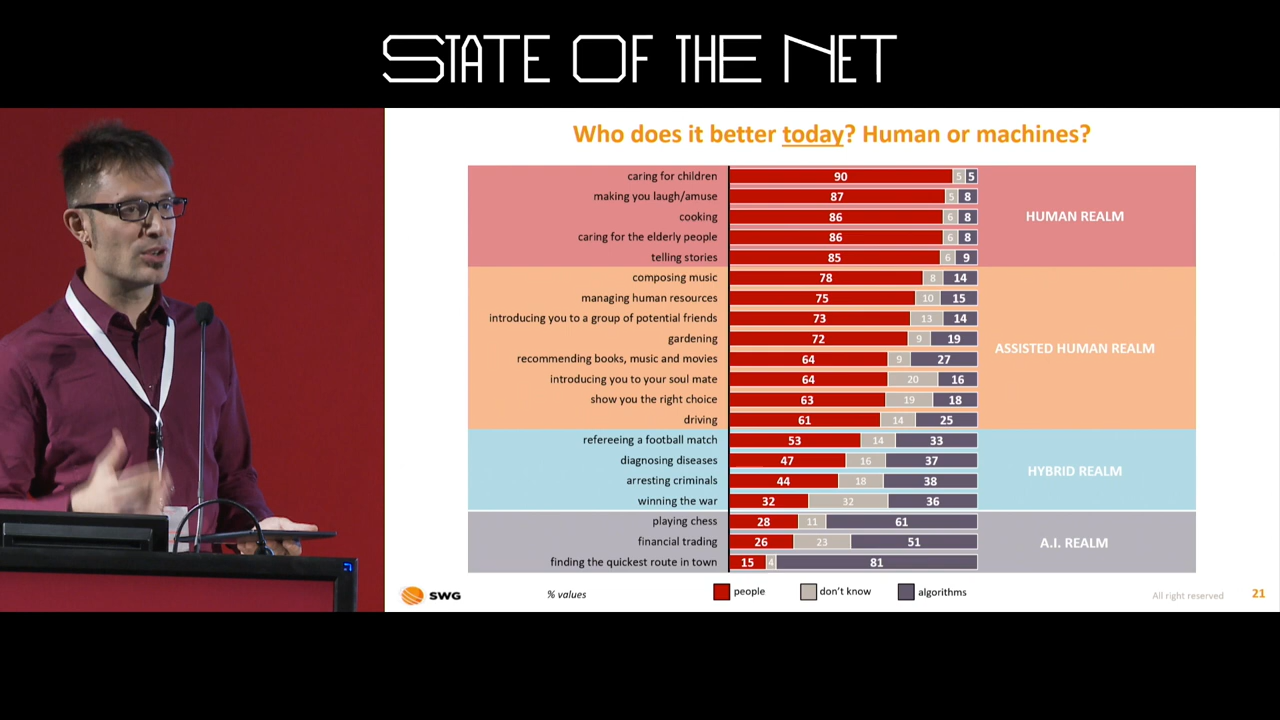 STATE OF THE NET
Who does it better today? Human or machines?
caring for children 90 5 5
making you laugh/amuse 87 5 8
cooking 86 6 8
caring for the elderly people 86 6 8
telling stories 85 6 9
HUMAN REALM
composing music 78 8 14
managing human resources 75 10 15
introducing you to a group of potential friends 73 13 14
gardening 72 9 19
recommending books, music and movies 64 9 27
introducing you to your soul mate 64 20 16
show you the right choice 63 19 18
driving 61 14 25
ASSISTED HUMAN REALM
refereeing a football match 53 14 33
diagnosing diseases 47 16 37
arresting criminals 44 18 38
winning the war 32 32 36
HYBRID REALM
playing chess 28 11 61
financial trading 26 23 51
finding the quickest route in town 15 4 81
A.I. REALM
SWG
% values
people
don't know
algorithms
All right reserved
21